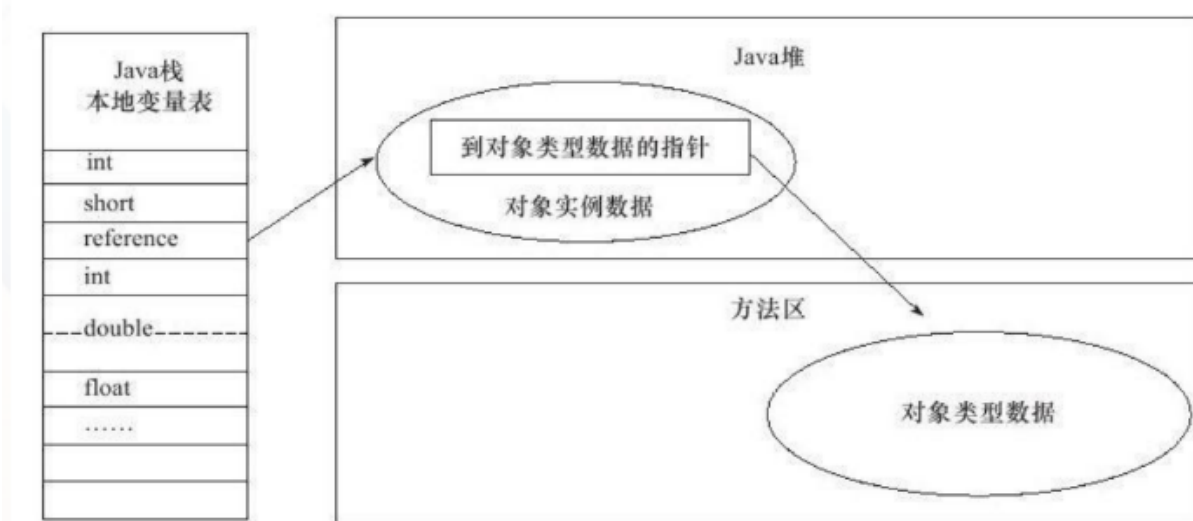 Java栈
本地变量表
int
short
reference
int
double
float
……
Java堆
到对象类型数据的指针
对象实例数据
方法区
对象类型数据